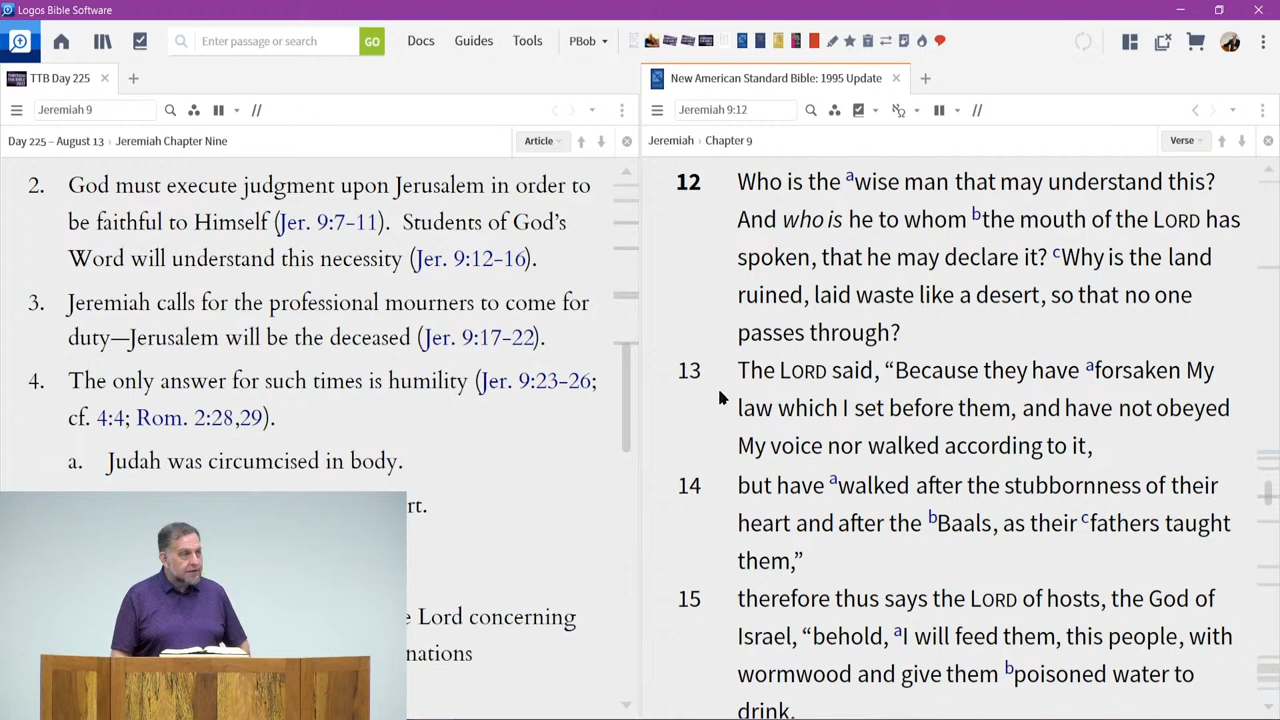 Logos Bible Software
Enter passage or search
GO
Docs
Guides
Tools
PBob
TTB Day 225
Jeremiah 9
Day 225 – August 13 › Jeremiah Chapter Nine
Article
2. God must execute judgment upon Jerusalem in order to
be faithful to Himself (Jer. 9:7-11). Students of God’s
Word will understand this necessity (Jer. 9:12-16).
3. Jeremiah calls for the professional mourners to come for
duty—Jerusalem will be the deceased (Jer. 9:17-22).
4. The only answer for such times is humility (Jer. 9:23-26;
cf. 4:4; Rom. 2:28,29).
a. Judah was circumcised in body.
rt.
e Lord concerning
nations
New American Standard Bible: 1995 Update
Jeremiah 9:12
Jeremiah › Chapter 9
Verse
12 Who is the a wise man that may understand this?
And who is he to whom b the mouth of the LORD has
spoken, that he may declare it? c Why is the land
ruined, laid waste like a desert, so that no one
passes through?
13 The LORD said, “Because they have a forsaken My
law which I set before them, and have not obeyed
My voice nor walked according to it,
14 but have a walked after the stubbornness of their
heart and after the b Baals, as their c fathers taught
them,”
15 therefore thus says the LORD of hosts, the God of
Israel, “behold, a I will feed them, this people, with
wormwood and give them b poisoned water to
drink.